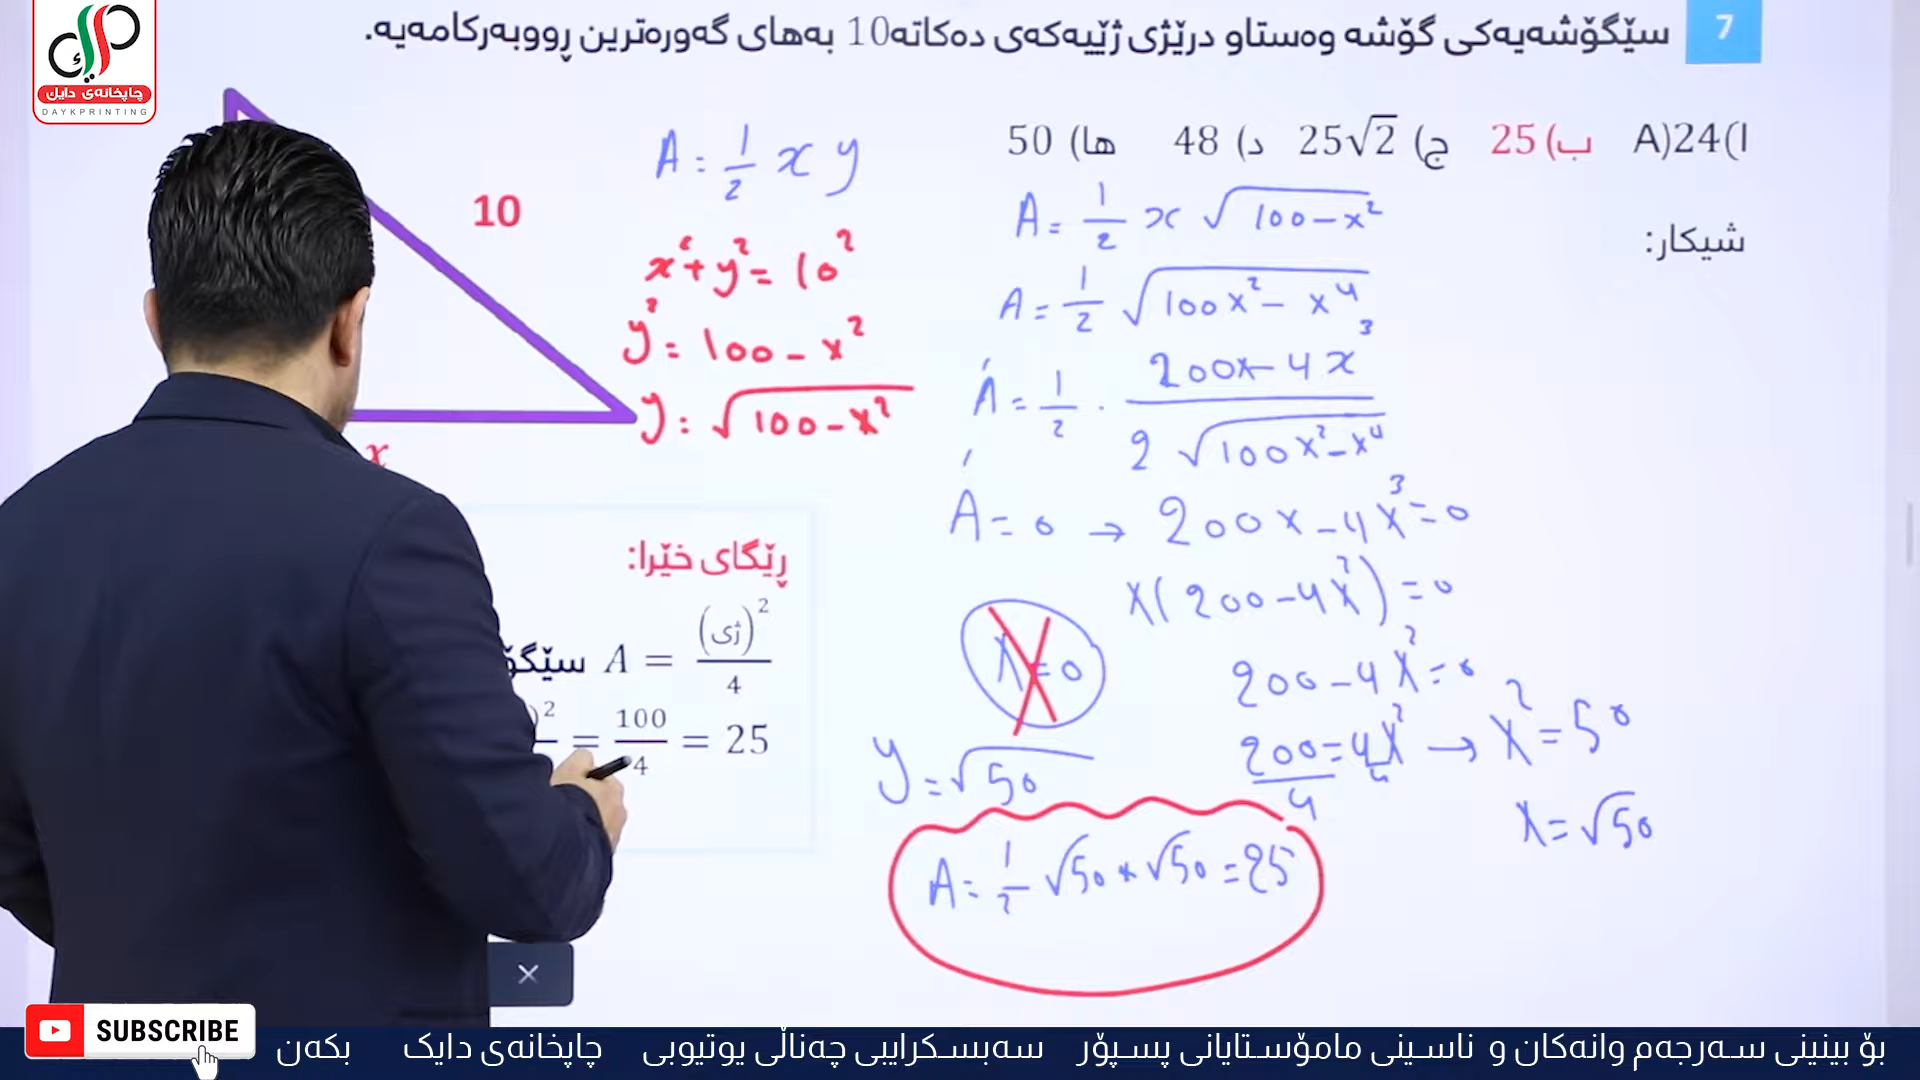 چاپخانەی دایك
DAYKPRINTING
7 سێگۆشەیەکی گۆشە وەستاو درێژی ژێیەکەی دەکاتە10 بەهای گەورەترین ڕووبەرکامەیە.
A)24(ا ب)25 ج) 25√2 د) 48 ها) 50
شیکار:
10
x
A = 1/2 x y
x² + y² = 10²
y² = 100 - x²
y = √(100 - x²)
A = 1/2 x √(100 - x²)
A = 1/2 √(100x² - x⁴)
A' = 1/2 · (200x - 4x³) / (2√(100x² - x⁴))
A' = 0 → 200x - 4x³ = 0
x(200 - 4x²) = 0
x = 0
200 - 4x² = 0
200/4 = 4x²/4 → x² = 50
x = √50
y = √50
A = 1/2 √50 × √50 = 25
ڕێگای خێرا:
A = (ژێ)²/4
)² = 100/4 = 25
SUBSCRIBE
بۆ بینینی سەرجەم وانەکان و ناسینی مامۆستایانی پسپۆر سەبسکرایبی چەناڵی یوتیوبی چاپخانەی دایک بکەن